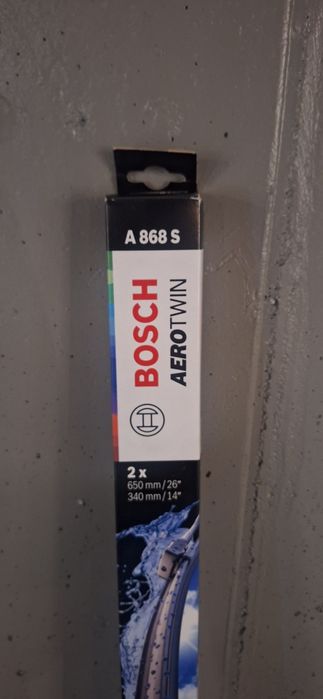 A 868 S
BOSCH
AEROTWIN
2 x
650 mm/26"
340 mm/14"